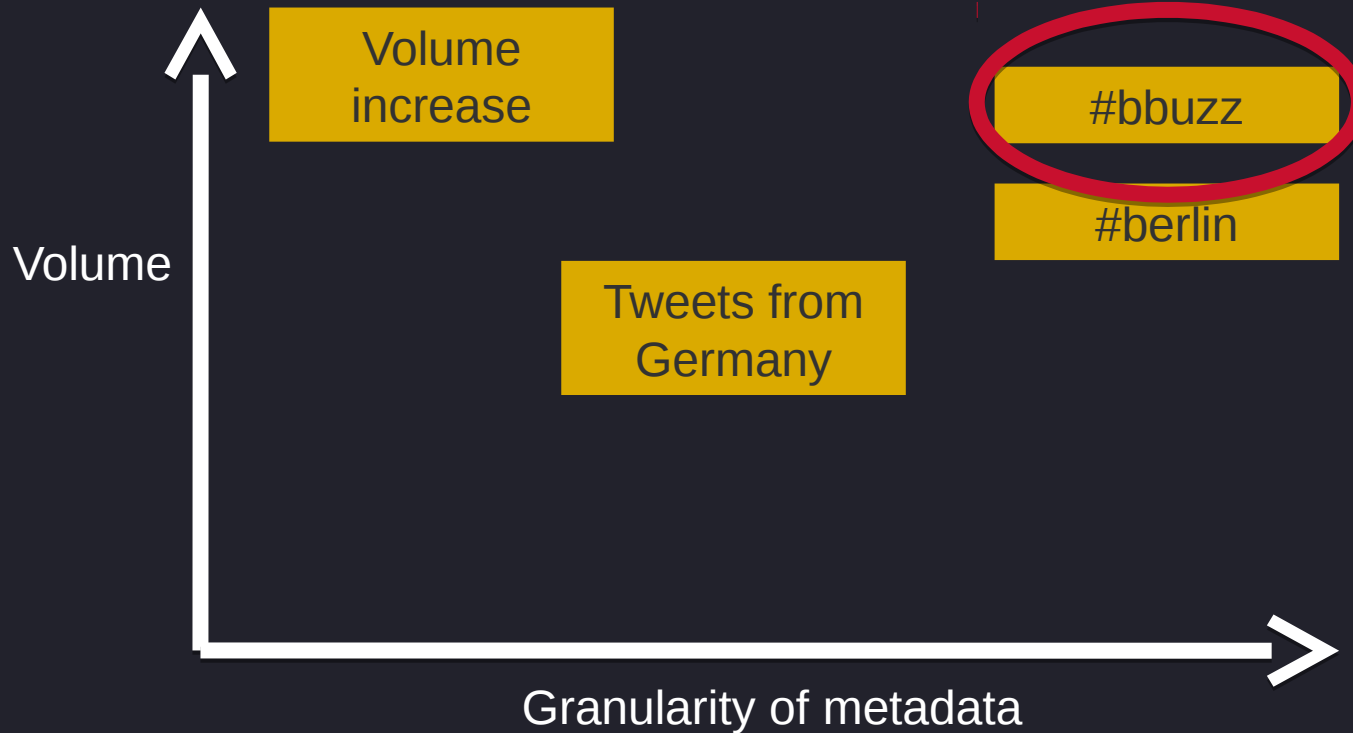 Volume
increase
#bbuzz
#berlin
Volume
Tweets from
Germany
Granularity of metadata